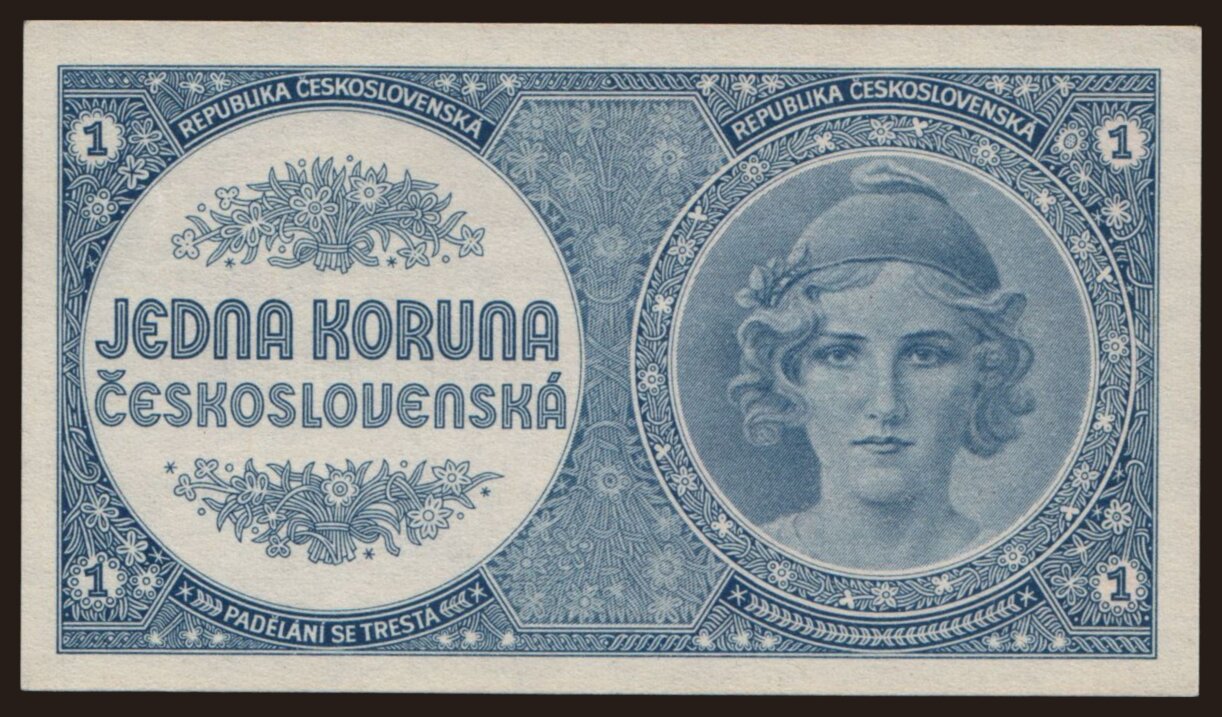 REPUBLIKA ČESKOSLOVENSKÁ
REPUBLIKA ČESKOSLOVENSKÁ
1
1
JEDNA KORUNA
ČESKOSLOVENSKÁ
1
1
PADĚLÁNÍ SE TRESTÁ